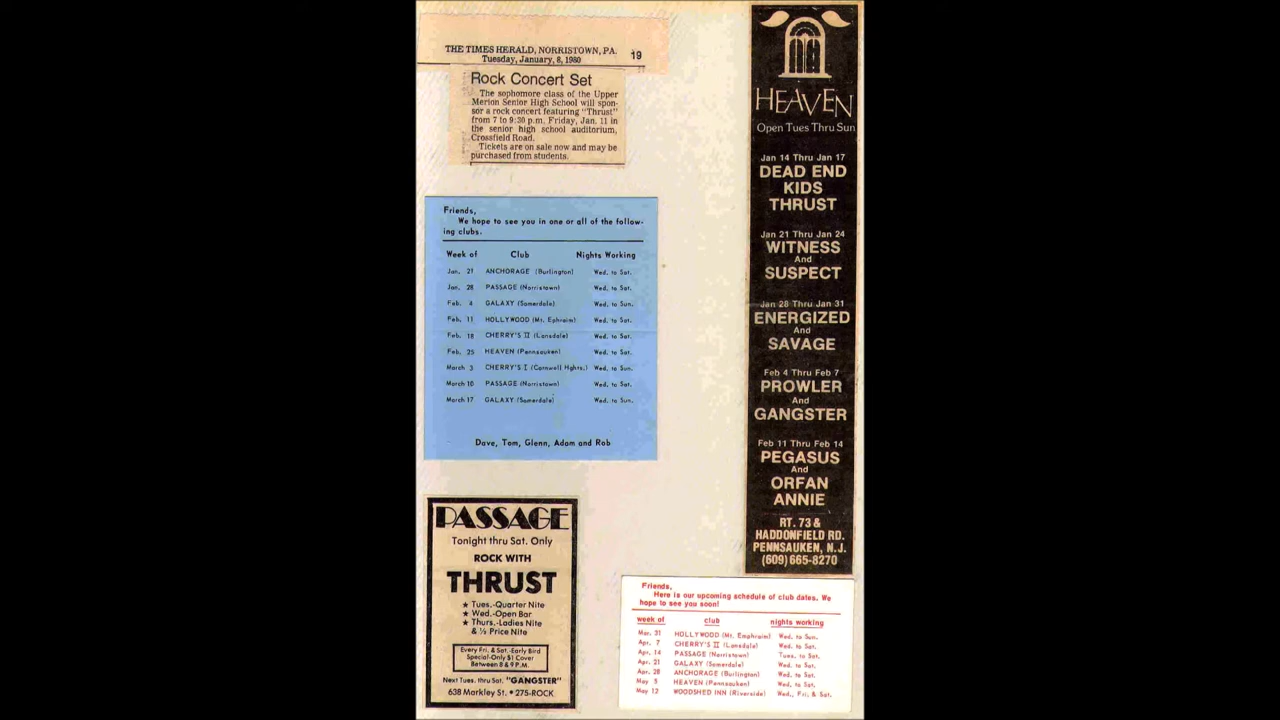 THE TIMES HERALD, NORRISTOWN, PA.
Tuesday, January, 8, 1980
19
Rock Concert Set
The sophomore class of the Upper
Merion Senior High School will spon-
sor a rock concert featuring "Thrust"
from 7 to 9:30 p.m. Friday, Jan. 11 in
the senior high school auditorium,
Crossfield Road.
Tickets are on sale now and may be
purchased from students.
Friends,
We hope to see you in one or all of the follow-
ing clubs.
Week of Club Nights Working
Jan. 21 ANCHORAGE (Burlington) Wed. to Sat.
Jan. 28 PASSAGE (Norristown) Wed. to Sat.
Feb. 4 GALAXY (Somerdale) Wed. to Sun.
Feb. 11 HOLLYWOOD (Mt. Ephraim) Wed. to Sat.
Feb. 18 CHERRY'S II (Lansdale) Wed. to Sat.
Feb. 25 HEAVEN (Pennsauken) Wed. to Sat.
March 3 CHERRY'S I (Cornwell Hghts.) Wed. to Sun.
March 10 PASSAGE (Norristown) Wed. to Sat.
March 17 GALAXY (Somerdale) Wed. to Sun.
Dave, Tom, Glenn, Adam and Rob
PASSAGE
Tonight thru Sat. Only
ROCK WITH
THRUST
★ Tues.-Quarter Nite
★ Wed.-Open Bar
★ Thurs.-Ladies Nite
& ½ Price Nite
Every Fri. & Sat. -Early Bird
Special-Only $1 Cover
Between 8 & 9 P.M.
Next Tues. thru Sat. "GANGSTER"
638 Markley St. • 275-ROCK
HEAVEN
Open Tues Thru Sun
Jan 14 Thru Jan 17
DEAD END
KIDS
THRUST
Jan 21 Thru Jan 24
WITNESS
And
SUSPECT
Jan 28 Thru Jan 31
ENERGIZED
And
SAVAGE
Feb 4 Thru Feb 7
PROWLER
And
GANGSTER
Feb 11 Thru Feb 14
PEGASUS
And
ORFAN
ANNIE
RT. 73 &
HADDONFIELD RD.
PENNSAUKEN, N.J.
(609) 665-8270
Friends,
Here is our upcoming schedule of club dates. We
hope to see you soon!
week of club nights working
Mar. 31 HOLLYWOOD (Mt. Emphraim) Wed. to Sun.
Apr. 7 CHERRY'S II (Lansdale) Wed. to Sat.
Apr. 14 PASSAGE (Norristown) Tues. to Sat.
Apr. 21 GALAXY (Somerdale) Wed. to Sat.
Apr. 28 ANCHORAGE (Burlington) Wed. to Sat.
May 5 HEAVEN (Pennsauken) Wed. to Sat.
May 12 WOODSHED INN (Riverside) Wed., Fri. & Sat.